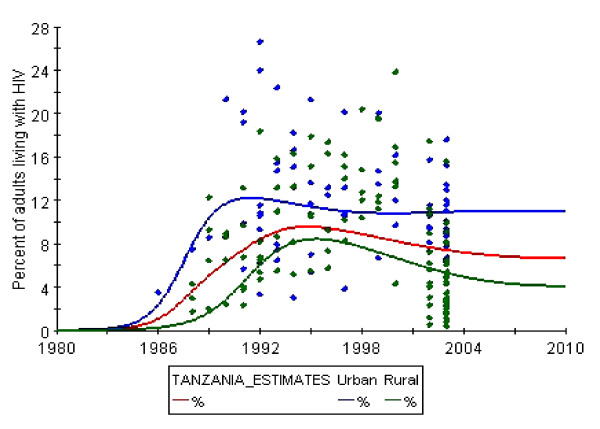 28
24
20
16
12
8
4
0
Percent of adults living with HIV
1980 1986 1992 1998 2004 2010
TANZANIA_ESTIMATES Urban Rural
% % %